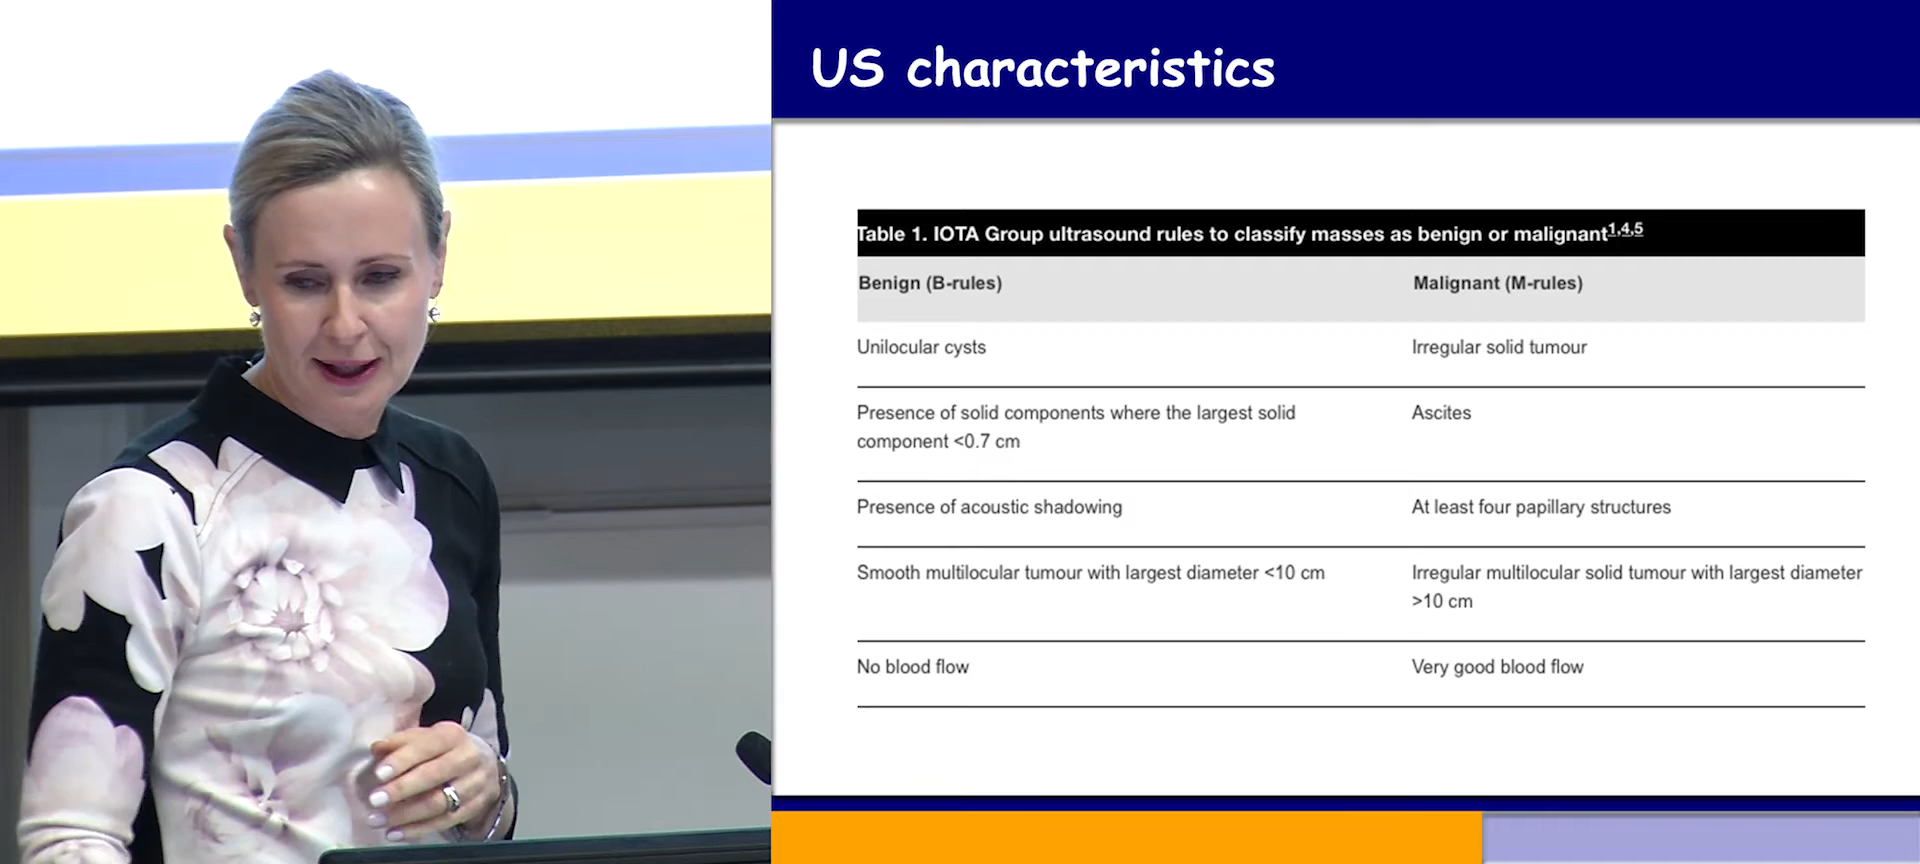 US characteristics
Table 1. IOTA Group ultrasound rules to classify masses as benign or malignant1,4,5
Benign (B-rules)
Malignant (M-rules)
Unilocular cysts
Irregular solid tumour
Presence of solid components where the largest solid
component <0.7 cm
Ascites
Presence of acoustic shadowing
At least four papillary structures
Smooth multilocular tumour with largest diameter <10 cm
Irregular multilocular solid tumour with largest diameter
>10 cm
No blood flow
Very good blood flow